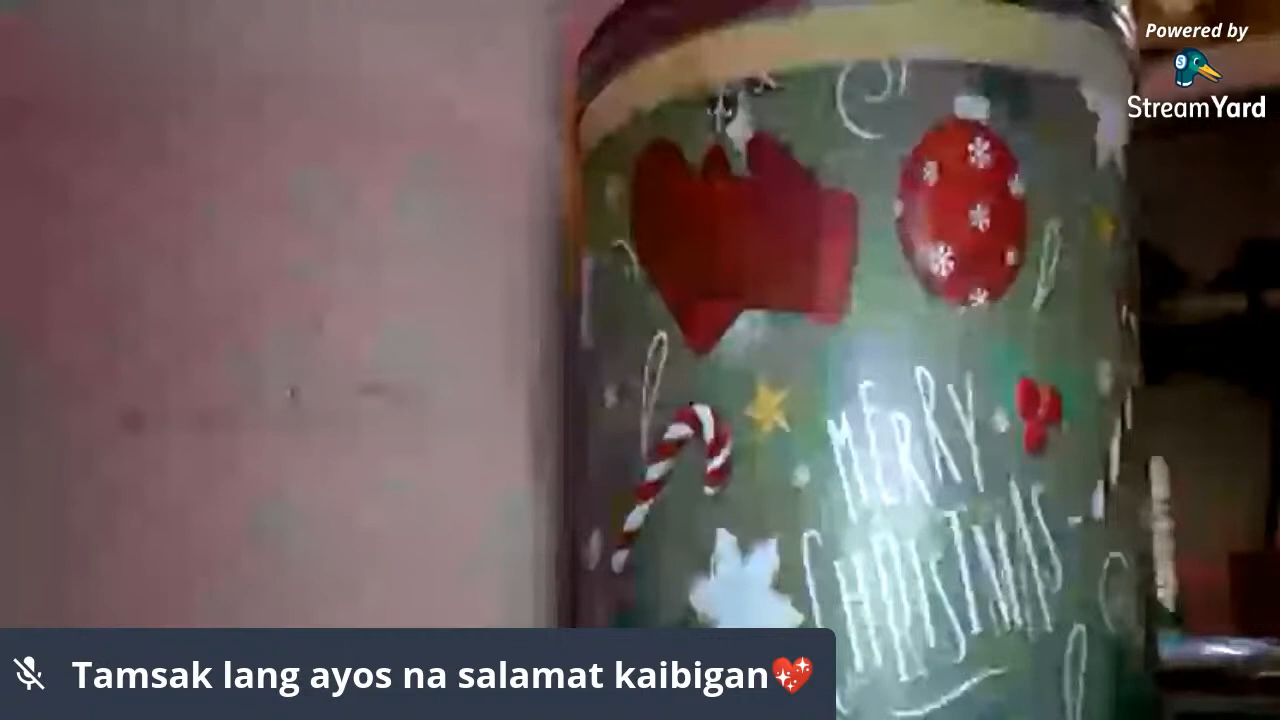 Powered by
StreamYard
MERRY
CHRISTMAS
Tamsak lang ayos na salamat kaibigan💖